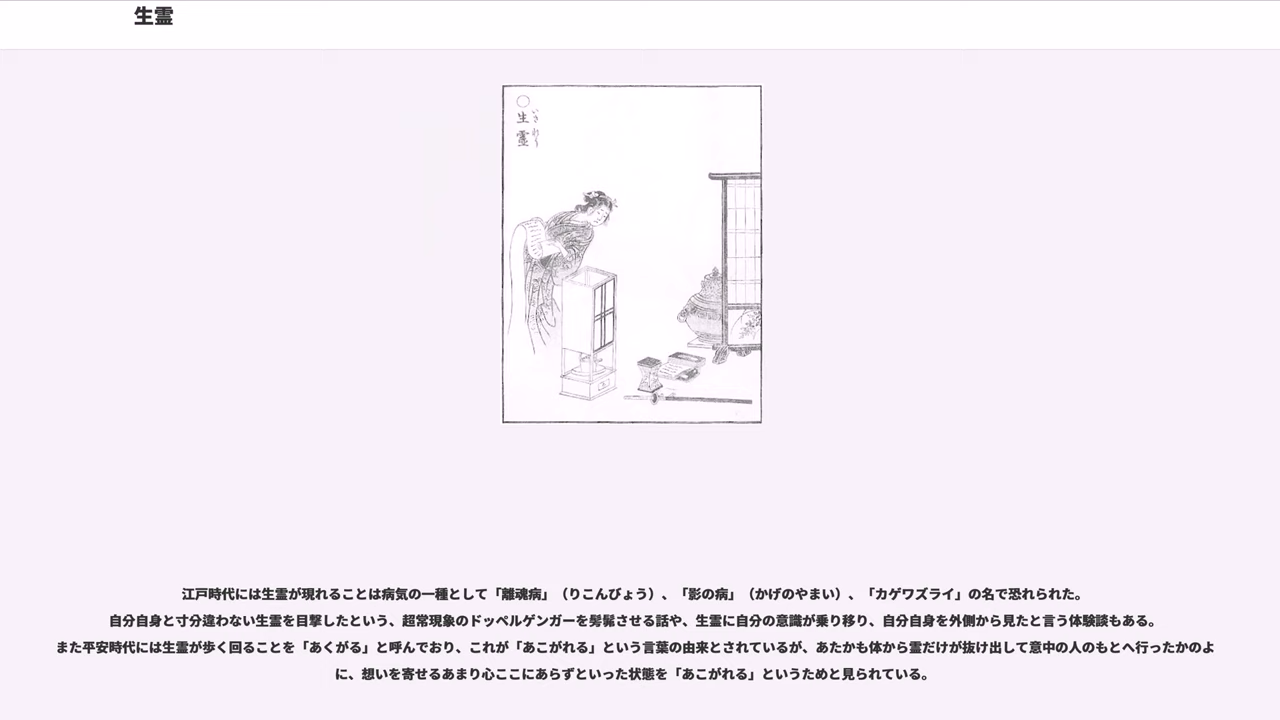 生霊
○生霊
いきれう
江戸時代には生霊が現れることは病気の一種として「離魂病」（りこんびょう）、「影の病」（かげのやまい）、「カゲワズライ」の名で恐れられた。
自分自身と寸分違わない生霊を目撃したという、超常現象のドッペルゲンガーを髣髴させる話や、生霊に自分の意識が乗り移り、自分自身を外側から見たと言う体験談もある。
また平安時代には生霊が歩く回ることを「あくがる」と呼んでおり、これが「あこがれる」という言葉の由来とされているが、あたかも体から霊だけが抜け出して意中の人のもとへ行ったかのよ
に、想いを寄せるあまり心ここにあらずといった状態を「あこがれる」というためと見られている。